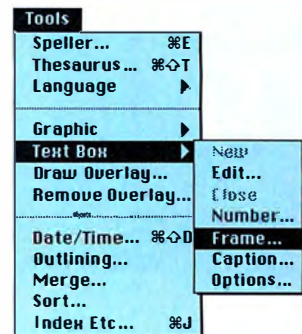 Tools
Speller... ⌘E
Thesaurus... ⌘⇧T
Language
Graphic
Text Box
New
Draw Overlay...
Edit...
Remove Overlay...
Close
Number...
Date/Time... ⌘⇧D
Frame...
Outlining...
Caption...
Merge...
Options...
Sort...
Index Etc... ⌘J